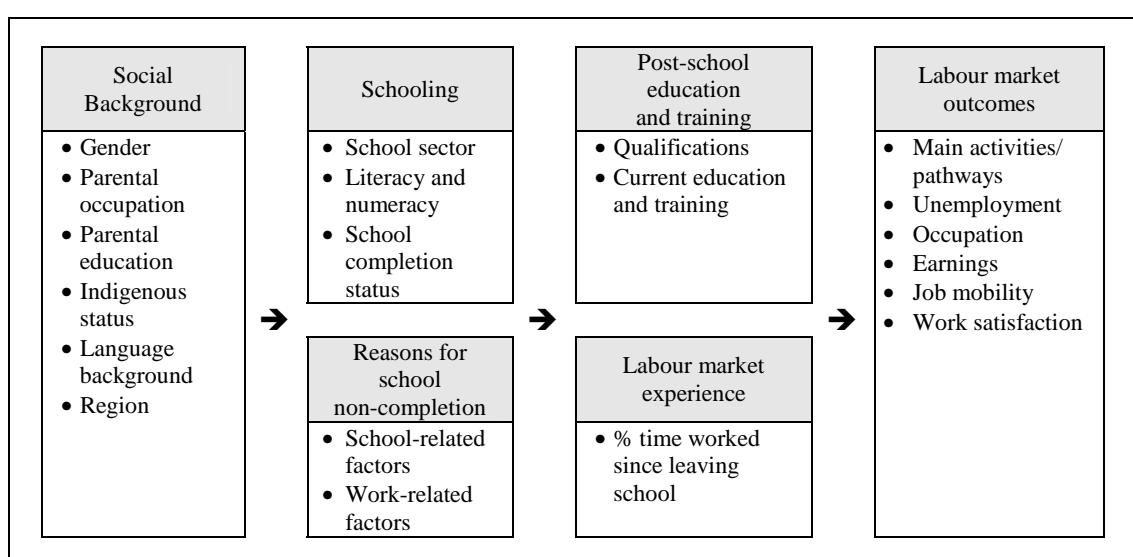 Social
Background
• Gender
• Parental
occupation
• Parental
education
• Indigenous
status
• Language
background
• Region
➔
Schooling
• School sector
• Literacy and
numeracy
• School
completion
status
Reasons for
school
non-completion
• School-related
factors
• Work-related
factors
➔
Post-school
education
and training
• Qualifications
• Current education
and training
Labour market
experience
• % time worked
since leaving
school
➔
Labour market
outcomes
• Main activities/
pathways
• Unemployment
• Occupation
• Earnings
• Job mobility
• Work satisfaction